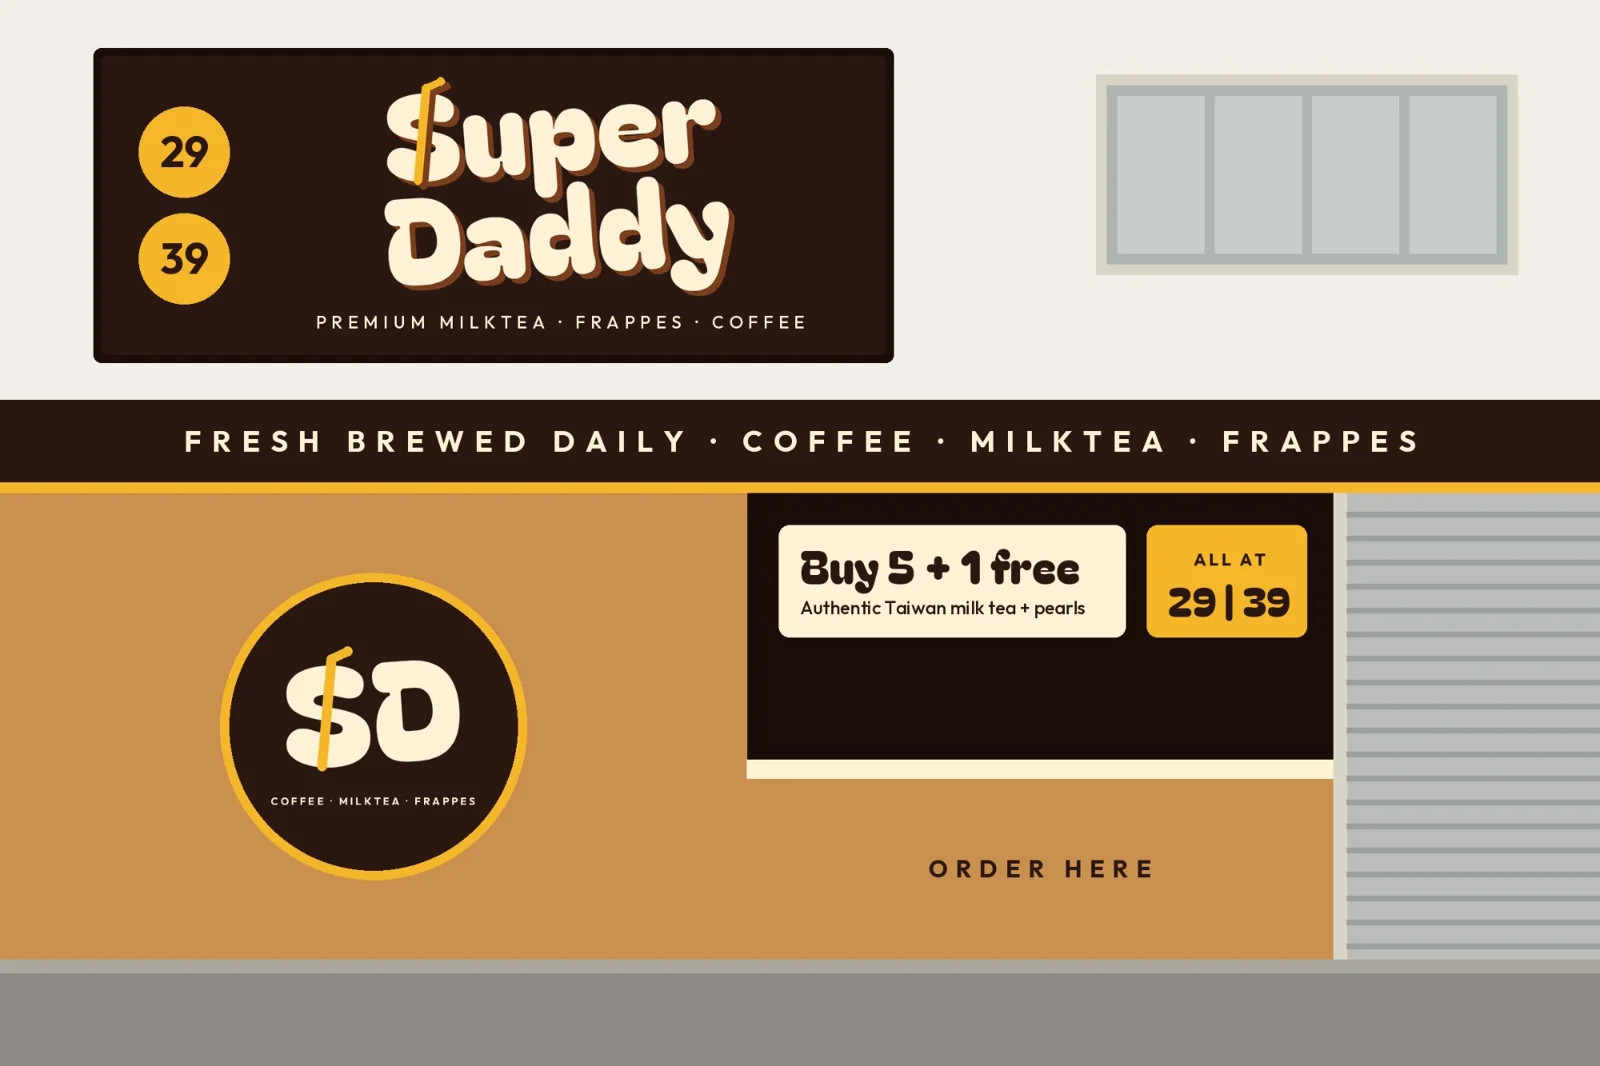 29
39
Super
Daddy
PREMIUM MILKTEA · FRAPPES · COFFEE
FRESH BREWED DAILY · COFFEE · MILKTEA · FRAPPES
SD
COFFEE · MILKTEA · FRAPPES
Buy 5 + 1 free
Authentic Taiwan milk tea + pearls
ALL AT
29 | 39
ORDER HERE